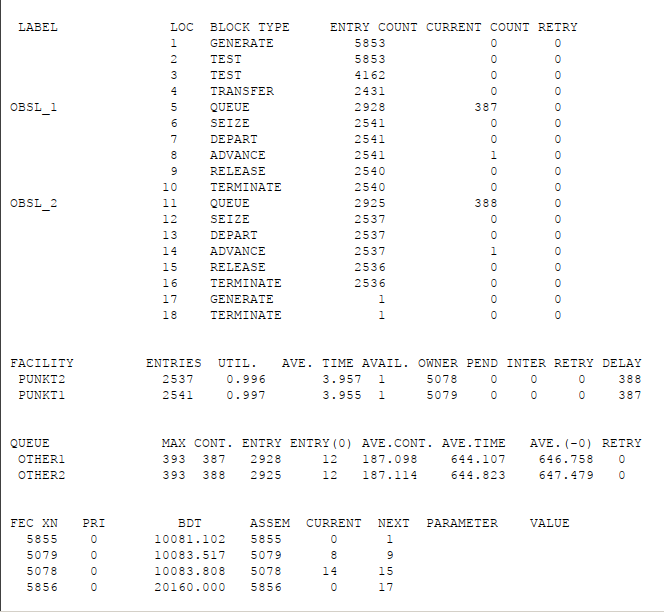 LABEL LOC BLOCK TYPE ENTRY COUNT CURRENT COUNT RETRY
1 GENERATE 5853 0 0
2 TEST 5853 0 0
3 TEST 4162 0 0
4 TRANSFER 2431 0 0
OBSL_1 5 QUEUE 2928 387 0
6 SEIZE 2541 0 0
7 DEPART 2541 0 0
8 ADVANCE 2541 1 0
9 RELEASE 2540 0 0
10 TERMINATE 2540 0 0
OBSL_2 11 QUEUE 2925 388 0
12 SEIZE 2537 0 0
13 DEPART 2537 0 0
14 ADVANCE 2537 1 0
15 RELEASE 2536 0 0
16 TERMINATE 2536 0 0
17 GENERATE 1 0 0
18 TERMINATE 1 0 0
FACILITY ENTRIES UTIL. AVE. TIME AVAIL. OWNER PEND INTER RETRY DELAY
PUNKT2 2537 0.996 3.957 1 5078 0 0 0 388
PUNKT1 2541 0.997 3.955 1 5079 0 0 0 387
QUEUE MAX CONT. ENTRY ENTRY(0) AVE.CONT. AVE.TIME AVE.(-0) RETRY
OTHER1 393 387 2928 12 187.098 644.107 646.758 0
OTHER2 393 388 2925 12 187.114 644.823 647.479 0
FEC XN PRI BDT ASSEM CURRENT NEXT PARAMETER VALUE
5855 0 10081.102 5855 0 1
5079 0 10083.517 5079 8 9
5078 0 10083.808 5078 14 15
5856 0 20160.000 5856 0 17